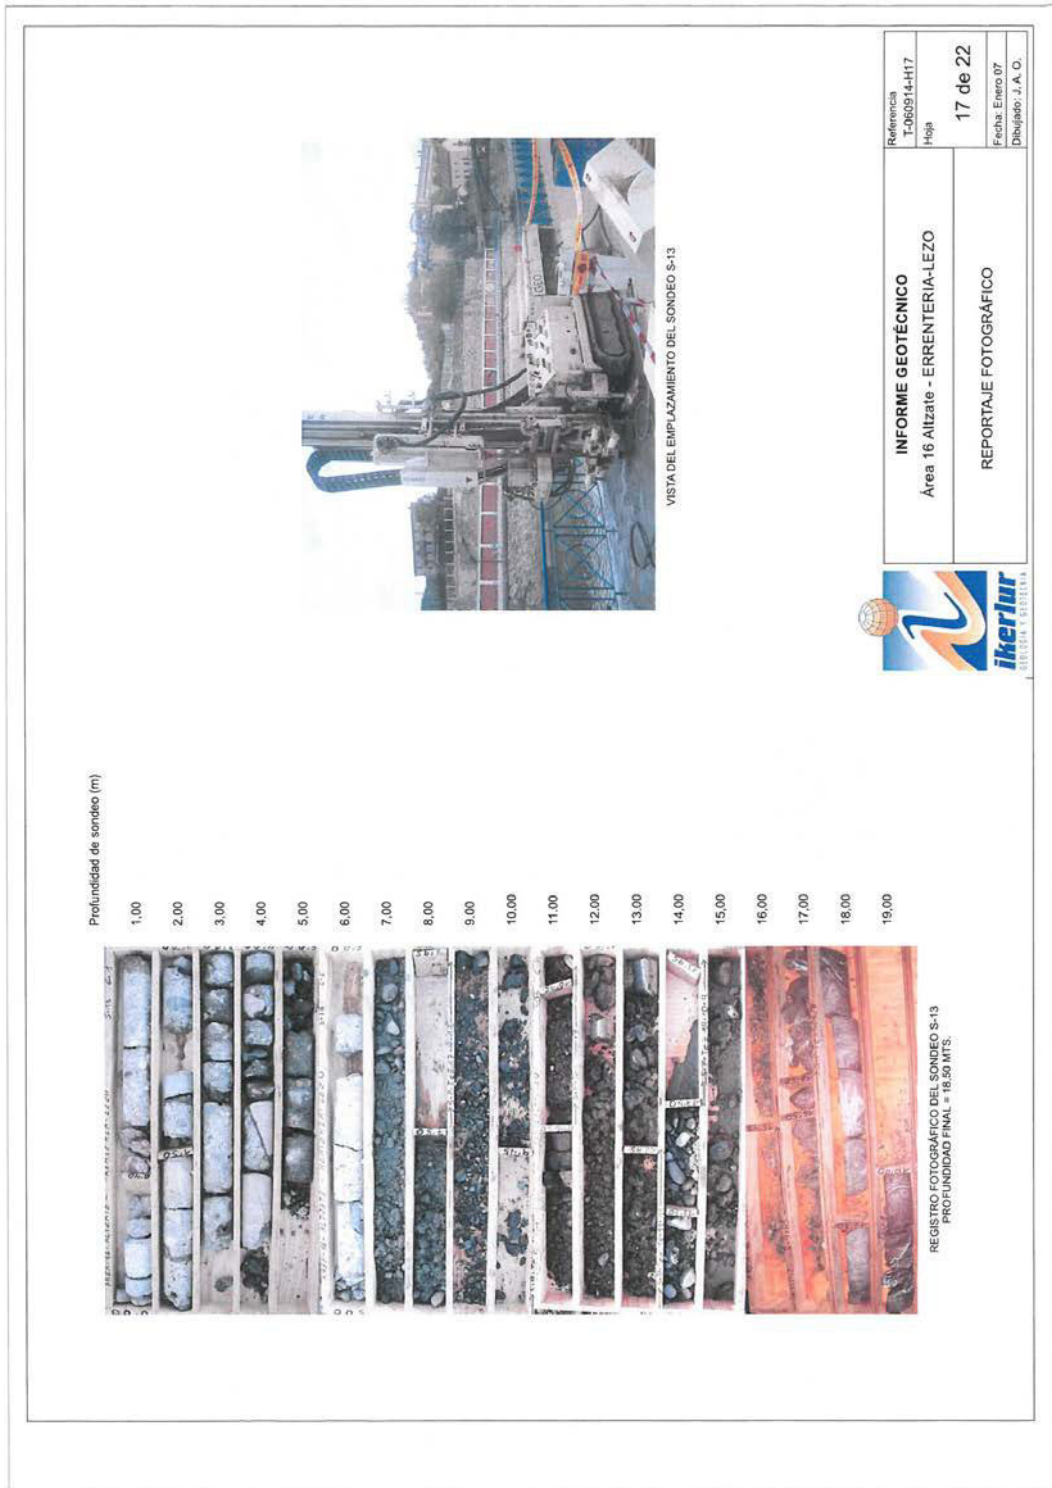 Profundidad de sondeo (m)
1,00
2,00
3,00
4,00
5,00
6,00
7,00
8,00
9,00
10,00
11,00
12,00
13,00
14,00
15,00
16,00
17,00
18,00
19,00
REGISTRO FOTOGRÁFICO DEL SONDEO S-13
PROFUNDIDAD FINAL = 18,50 MTS.
VISTA DEL EMPLAZAMIENTO DEL SONDEO S-13
ikerlur
GEOLOGIA Y GEOTECNIA
INFORME GEOTÉCNICO
Área 16 Altzate - ERRENTERIA-LEZO
REPORTAJE FOTOGRÁFICO
Referencia
T-060914-H17
Hoja
17 de 22
Fecha: Enero 07
Dibujado: J. A. O.